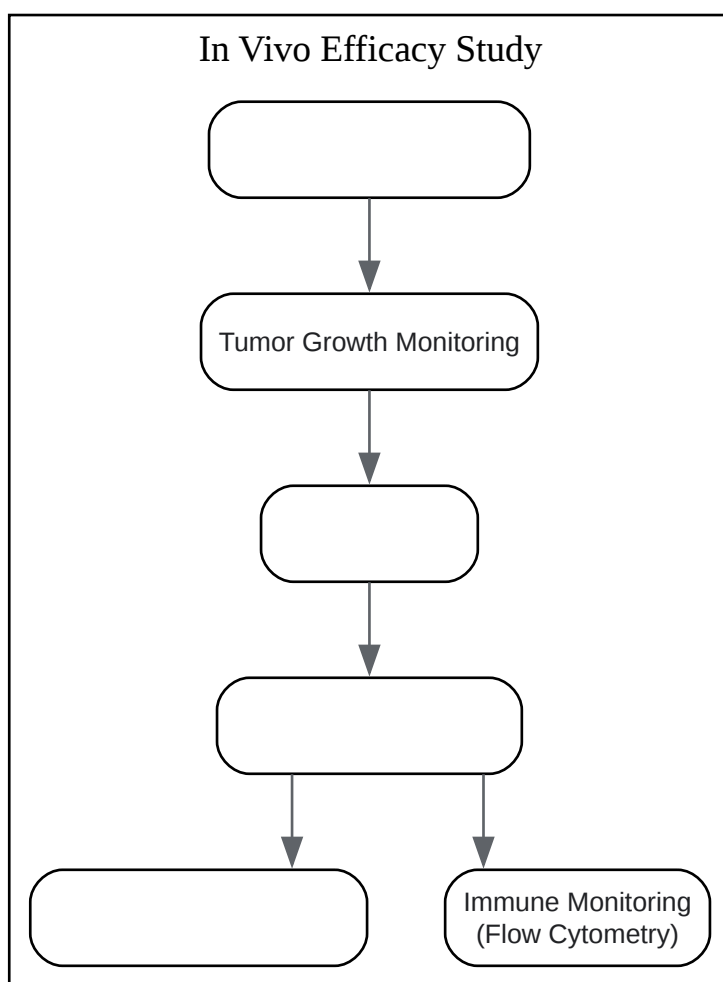 In Vivo Efficacy Study
Tumor Growth Monitoring
Immune Monitoring
(Flow Cytometry)